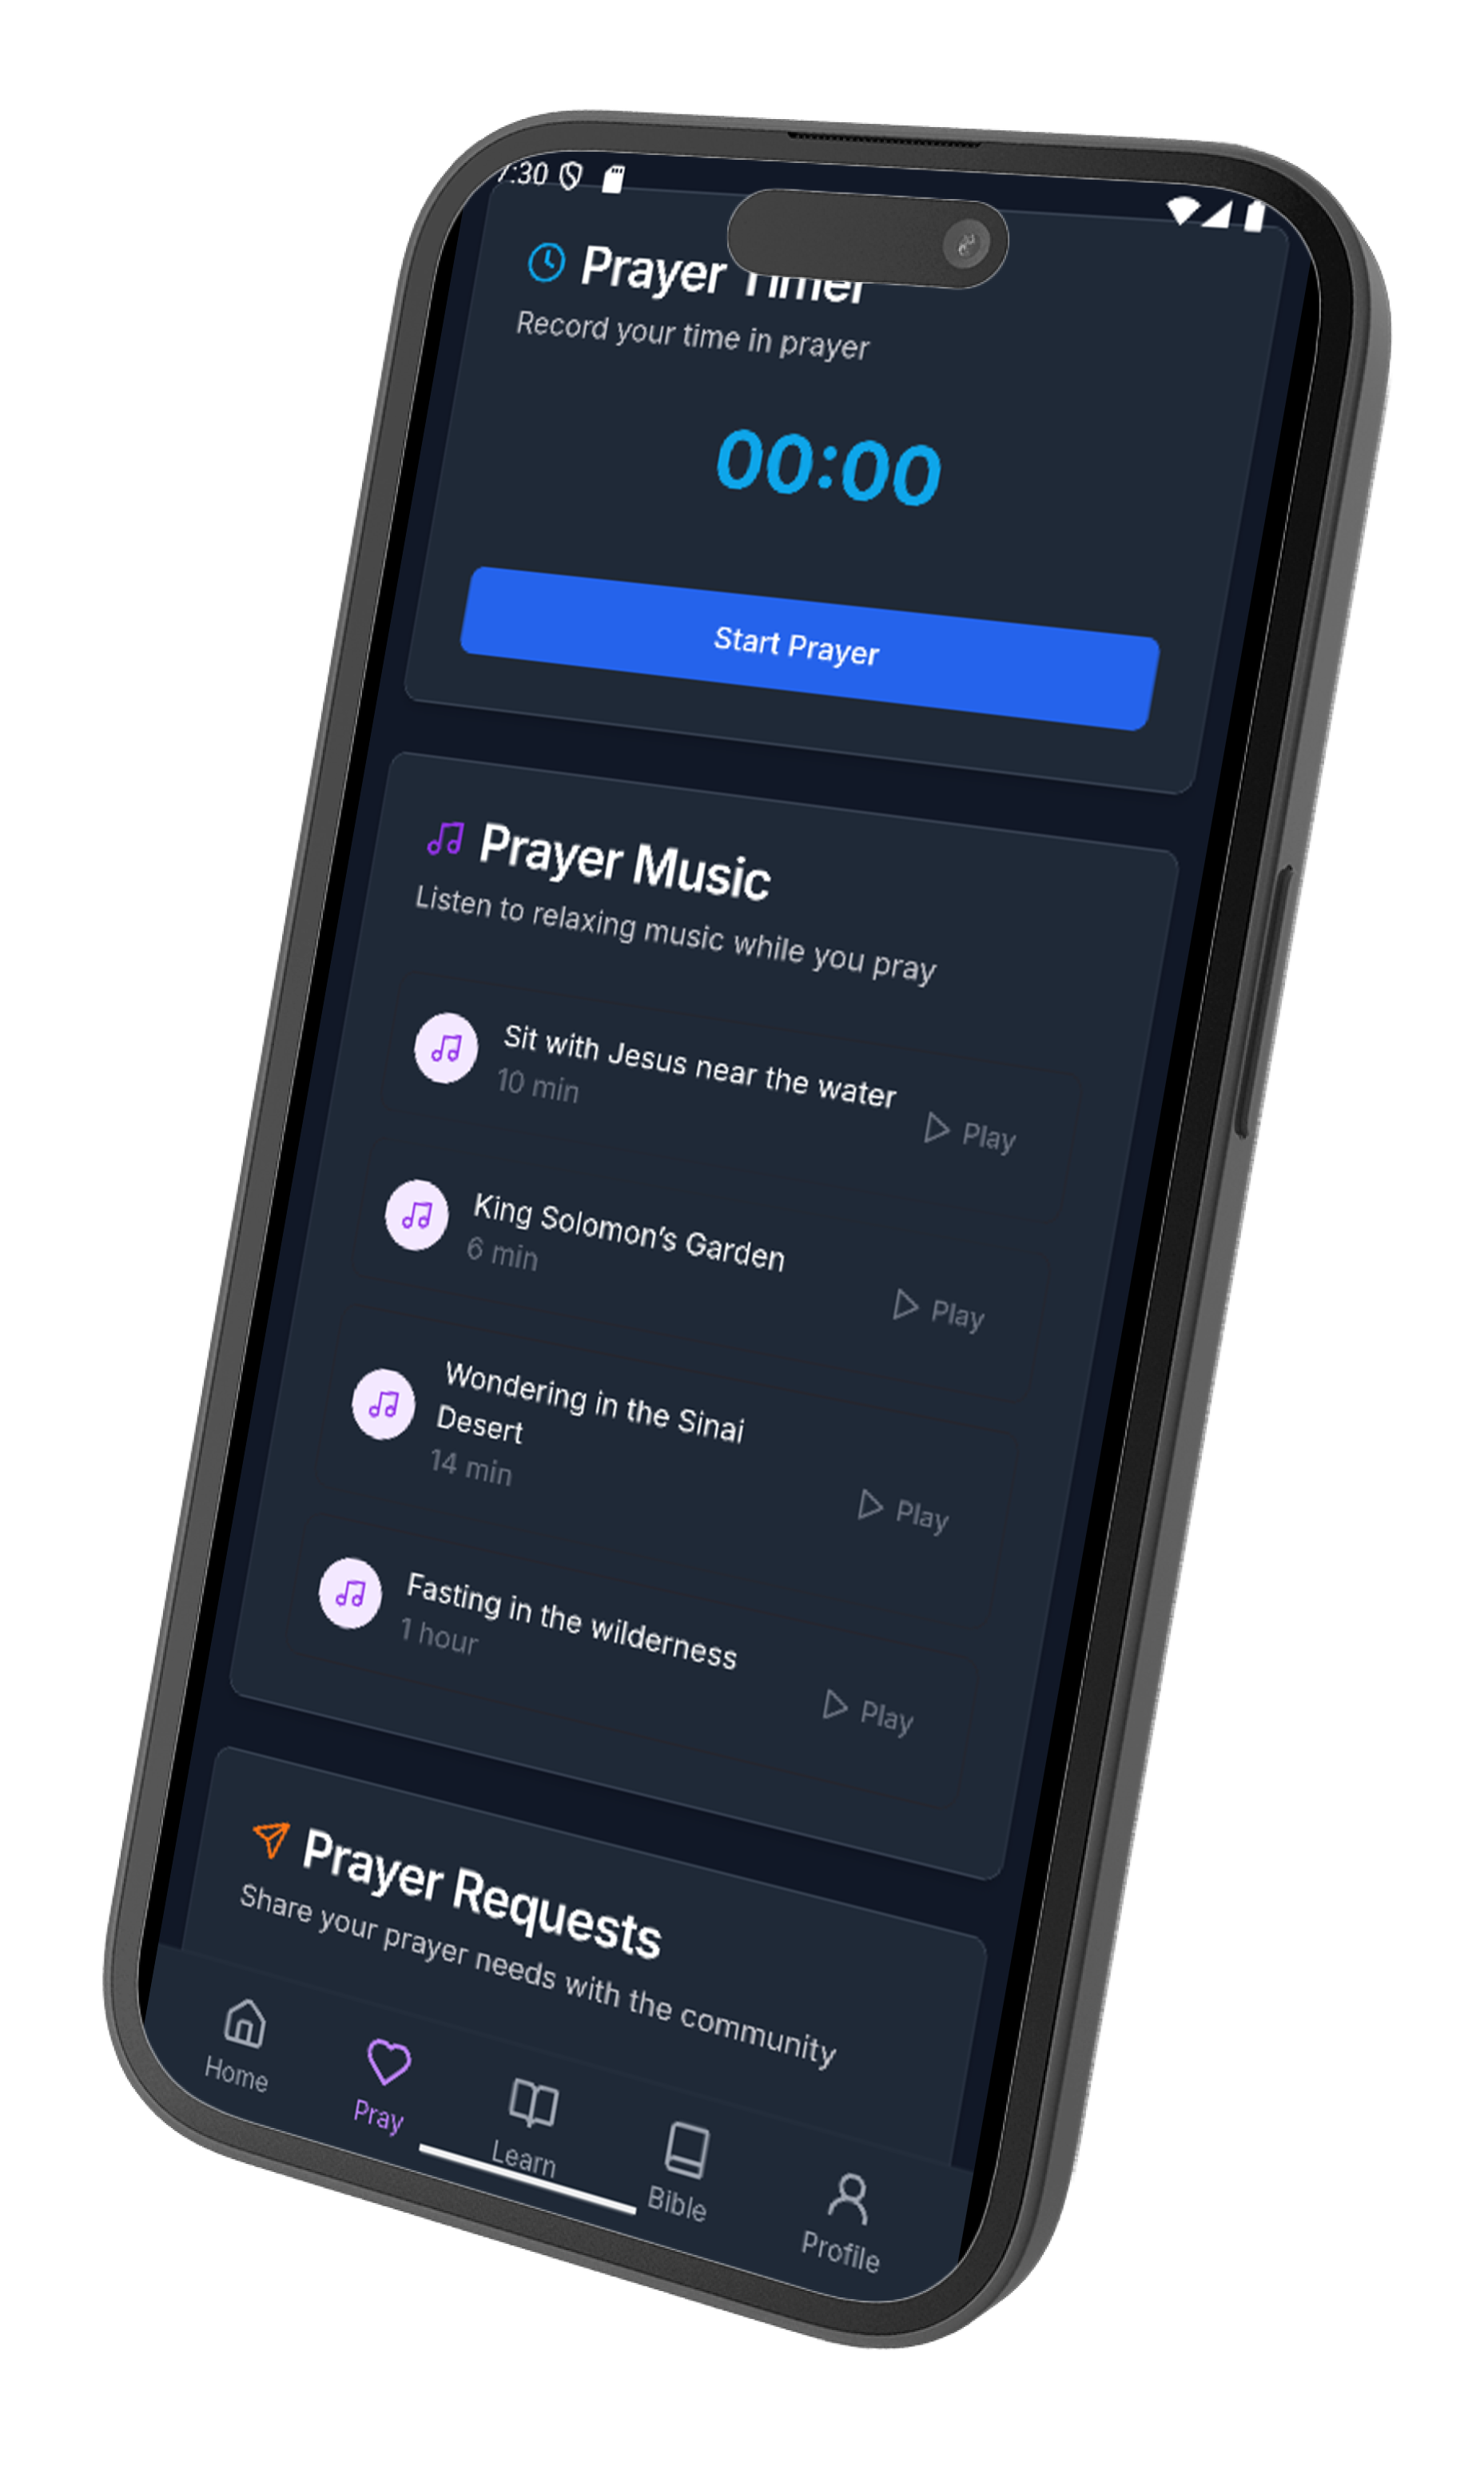 7:30
Prayer Timer
Record your time in prayer
00:00
Start Prayer
Prayer Music
Listen to relaxing music while you pray
Sit with Jesus near the water
10 min
Play
King Solomon's Garden
6 min
Play
Wondering in the Sinai
Desert
14 min
Play
Fasting in the wilderness
1 hour
Play
Prayer Requests
Share your prayer needs with the community
Home
Pray
Learn
Bible
Profile